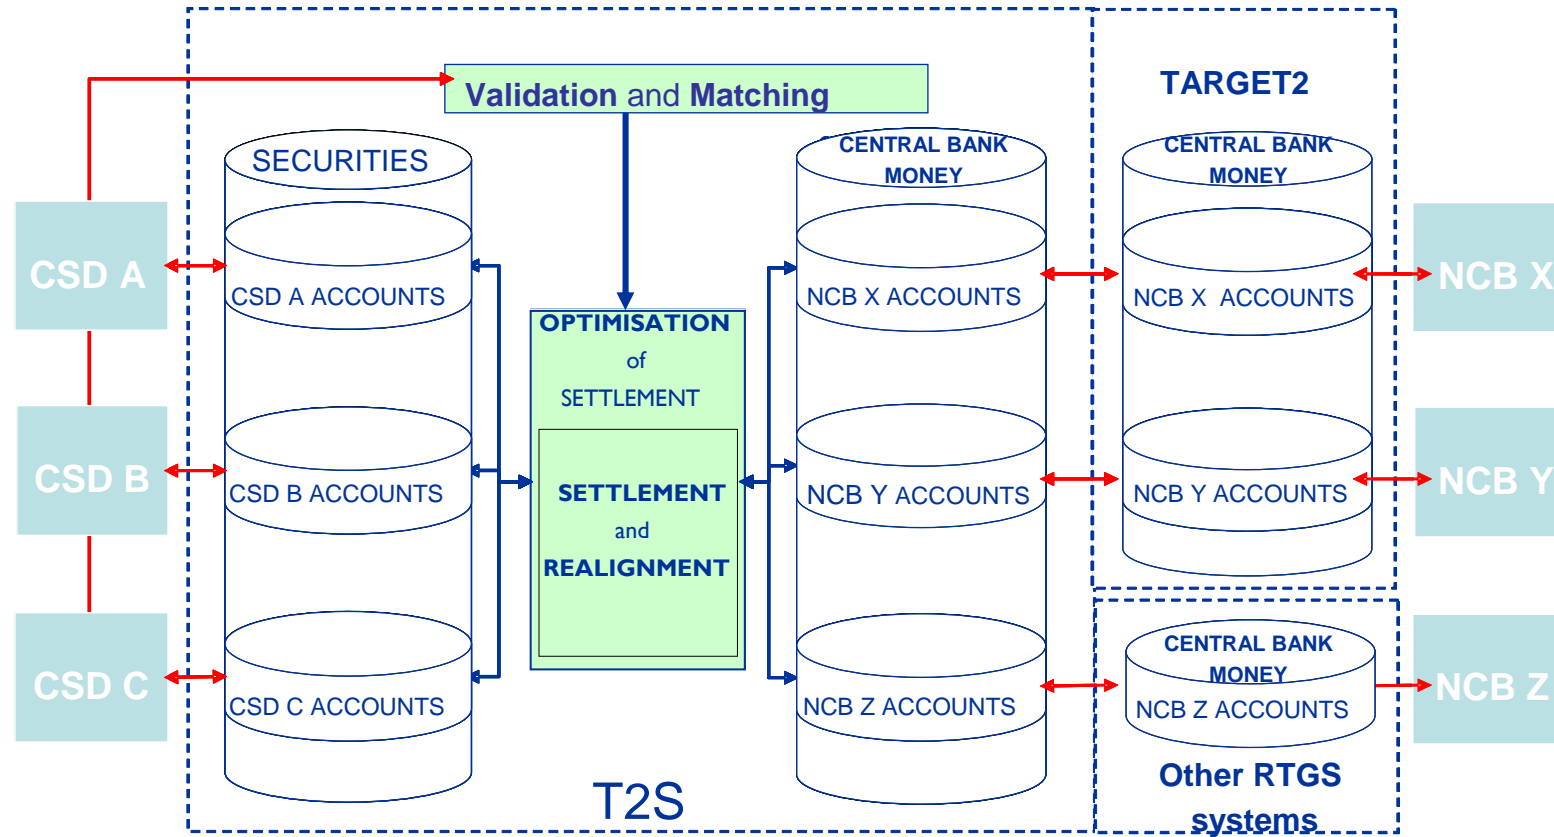 Validation and Matching
TARGET2
SECURITIES
CENTRAL BANK
MONEY
CENTRAL BANK
MONEY
CSD A
CSD A ACCOUNTS
NCB X ACCOUNTS
NCB X ACCOUNTS
NCB X
OPTIMISATION
of
SETTLEMENT
CSD B
CSD B ACCOUNTS
SETTLEMENT
and
REALIGNMENT
NCB Y ACCOUNTS
NCB Y ACCOUNTS
NCB Y
CSD C
CSD C ACCOUNTS
NCB Z ACCOUNTS
CENTRAL BANK
MONEY
NCB Z ACCOUNTS
NCB Z
T2S
Other RTGS
systems